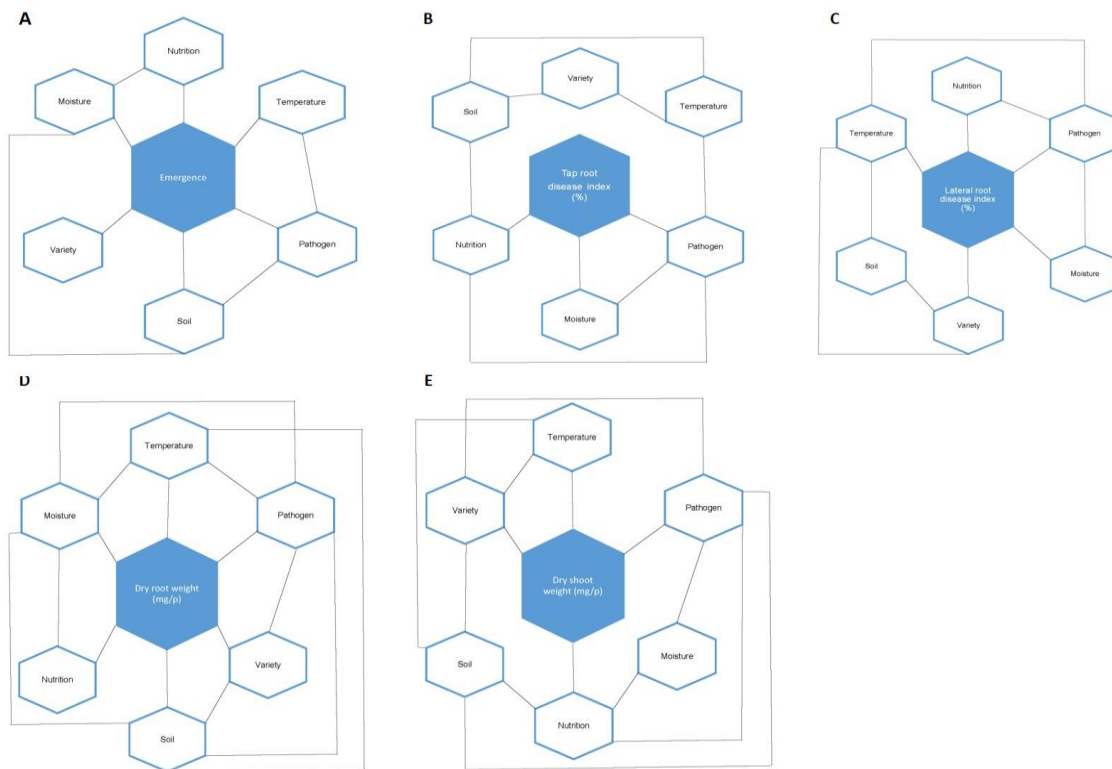 A
Nutrition
Moisture
Temperature
Emergence
Variety
Pathogen
Soil
B
Variety
Soil
Temperature
Tap root
disease index
(%)
Nutrition
Pathogen
Moisture
C
Nutrition
Temperature
Pathogen
Lateral root
disease index
(%)
Soil
Moisture
Variety
D
Temperature
Moisture
Pathogen
Dry root weight
(mg/p)
Nutrition
Variety
Soil
E
Temperature
Variety
Pathogen
Dry shoot
weight (mg/p)
Soil
Moisture
Nutrition